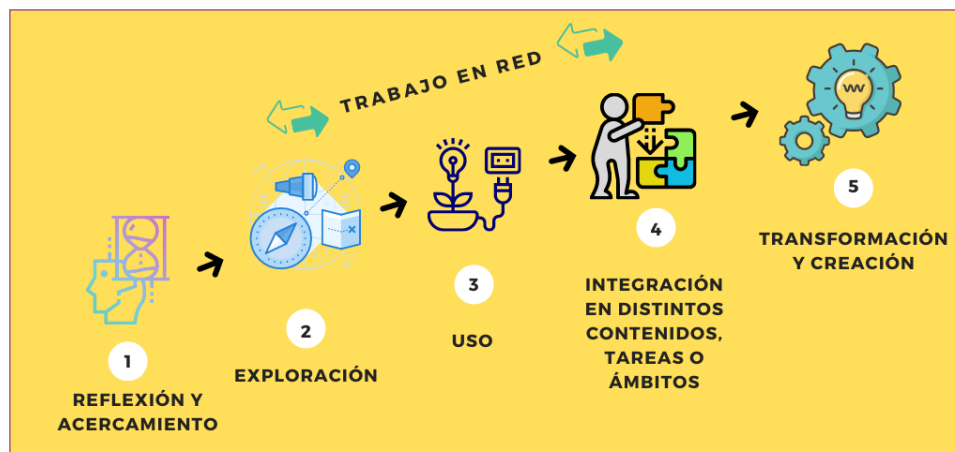 TRABAJO EN RED
1
REFLEXIÓN Y
ACERCAMIENTO
2
EXPLORACIÓN
3
USO
4
INTEGRACIÓN
EN DISTINTOS
CONTENIDOS,
TAREAS O
ÁMBITOS
5
TRANSFORMACIÓN
Y CREACIÓN